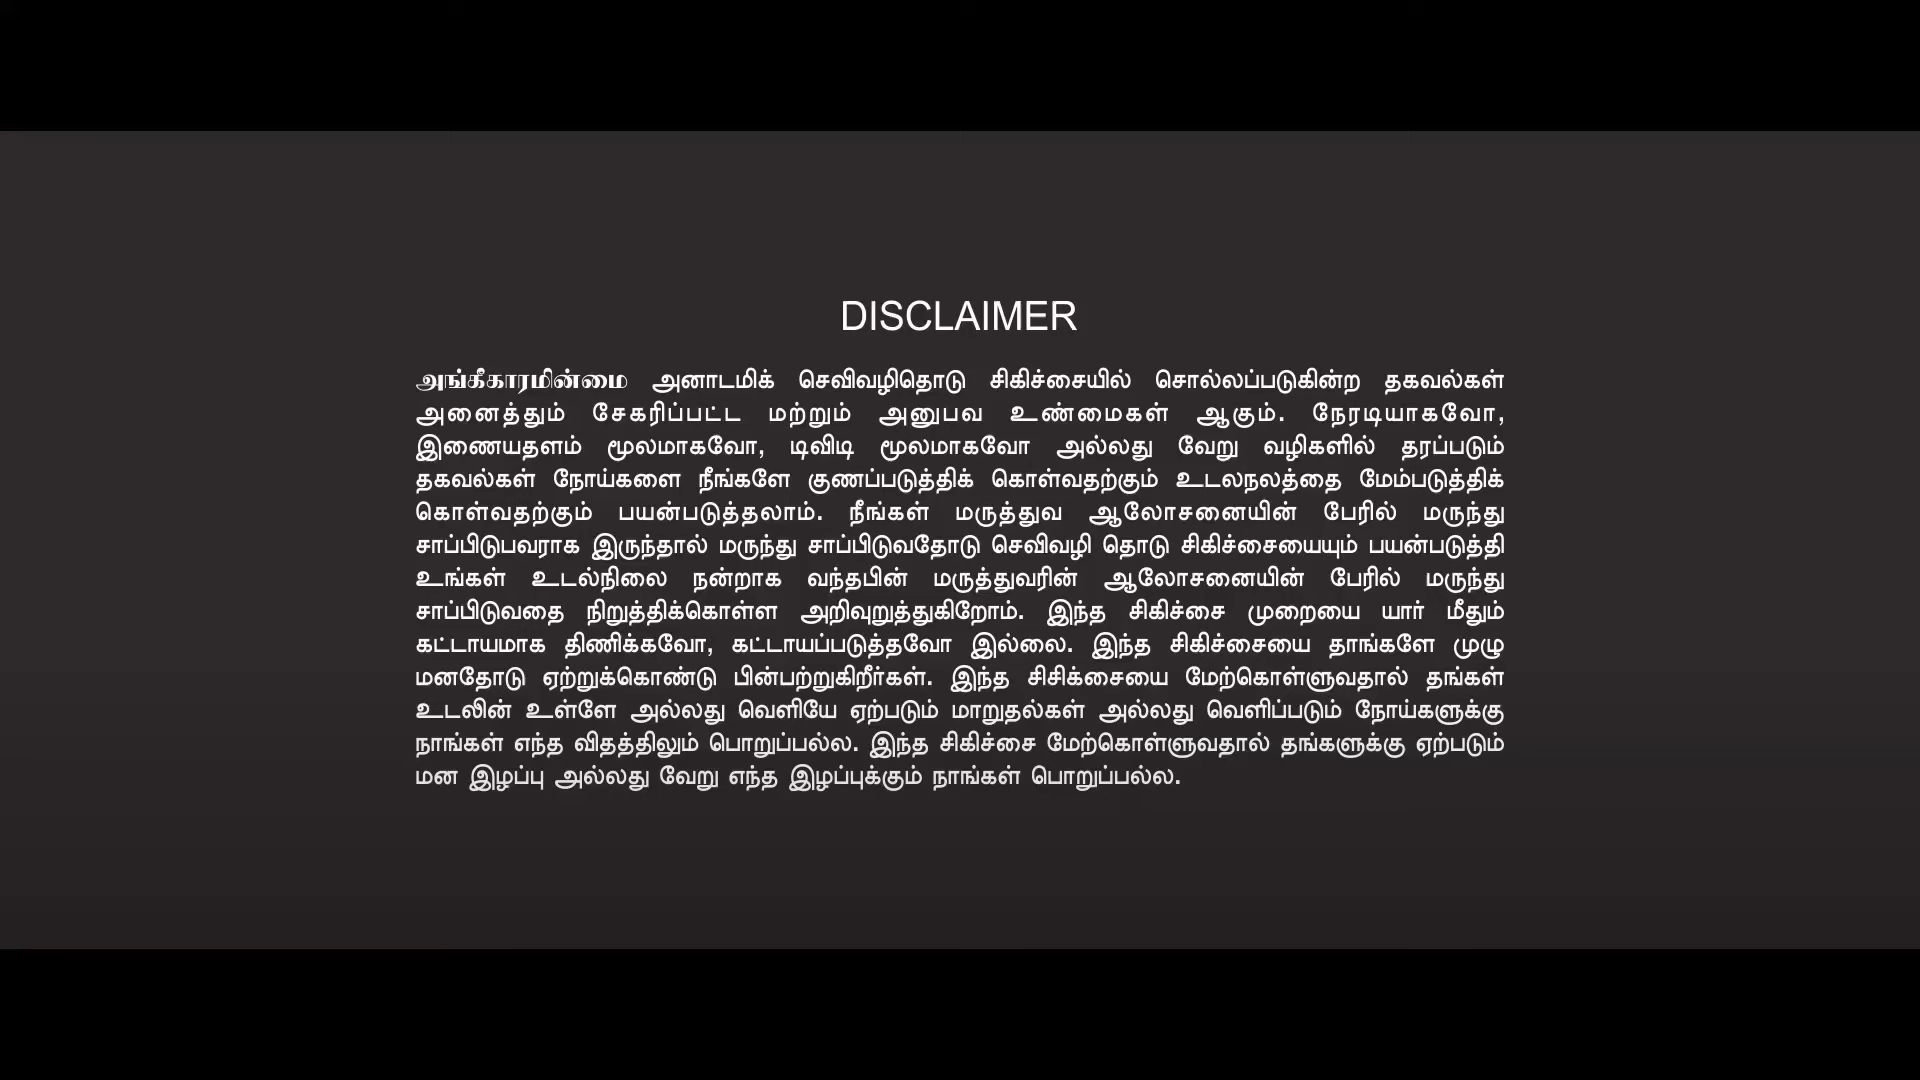 DISCLAIMER
அங்கீகாரமின்மை அனாடமிக் செவிவழிதொடு சிகிச்சையில் சொல்லப்படுகின்ற தகவல்கள்
அனைத்தும் சேகரிப்பட்ட மற்றும் அனுபவ உண்மைகள் ஆகும். நேரடியாகவோ,
இணையதளம் மூலமாகவோ, டிவிடி மூலமாகவோ அல்லது வேறு வழிகளில் தரப்படும்
தகவல்கள் நோய்களை நீங்களே குணப்படுத்திக் கொள்வதற்கும் உடலநலத்தை மேம்படுத்திக்
கொள்வதற்கும் பயன்படுத்தலாம். நீங்கள் மருத்துவ ஆலோசனையின் பேரில் மருந்து
சாப்பிடுபவராக இருந்தால் மருந்து சாப்பிடுவதோடு செவிவழி தொடு சிகிச்சையையும் பயன்படுத்தி
உங்கள் உடல்நிலை நன்றாக வந்தபின் மருத்துவரின் ஆலோசனையின் பேரில் மருந்து
சாப்பிடுவதை நிறுத்திக்கொள்ள அறிவுறுத்துகிறோம். இந்த சிகிச்சை முறையை யார் மீதும்
கட்டாயமாக திணிக்கவோ, கட்டாயப்படுத்தவோ இல்லை. இந்த சிகிச்சையை தாங்களே முழு
மனதோடு ஏற்றுக்கொண்டு பின்பற்றுகிறீர்கள். இந்த சிசிக்சையை மேற்கொள்ளுவதால் தங்கள்
உடலின் உள்ளே அல்லது வெளியே ஏற்படும் மாறுதல்கள் அல்லது வெளிப்படும் நோய்களுக்கு
நாங்கள் எந்த விதத்திலும் பொறுப்பல்ல. இந்த சிகிச்சை மேற்கொள்ளுவதால் தங்களுக்கு ஏற்படும்
மன இழப்பு அல்லது வேறு எந்த இழப்புக்கும் நாங்கள் பொறுப்பல்ல.